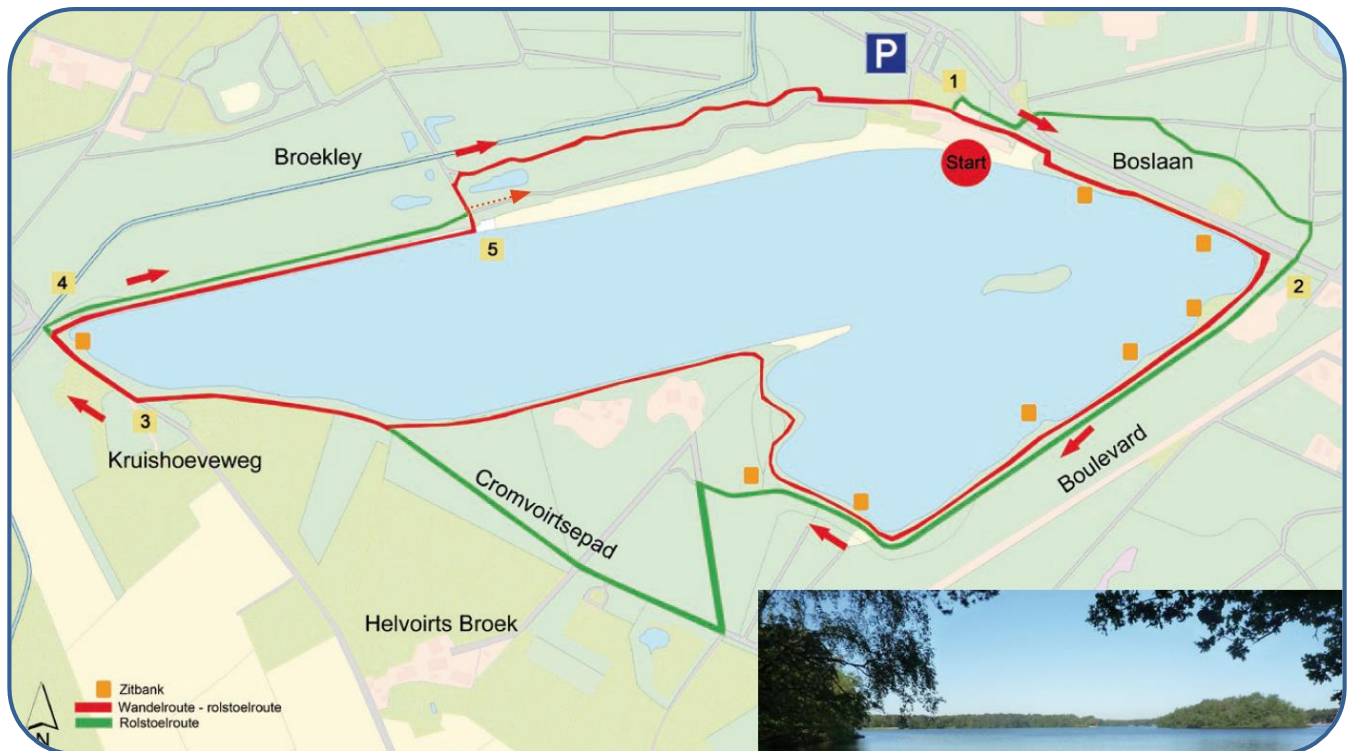 P
1
Start
Boslaan
Broekley
5
4
2
3
Kruishoeveweg
Boulevard
Cromvoirtsepad
Helvoirts Broek
Zitbank
Wandelroute - rolstoelroute
Rolstoelroute
N